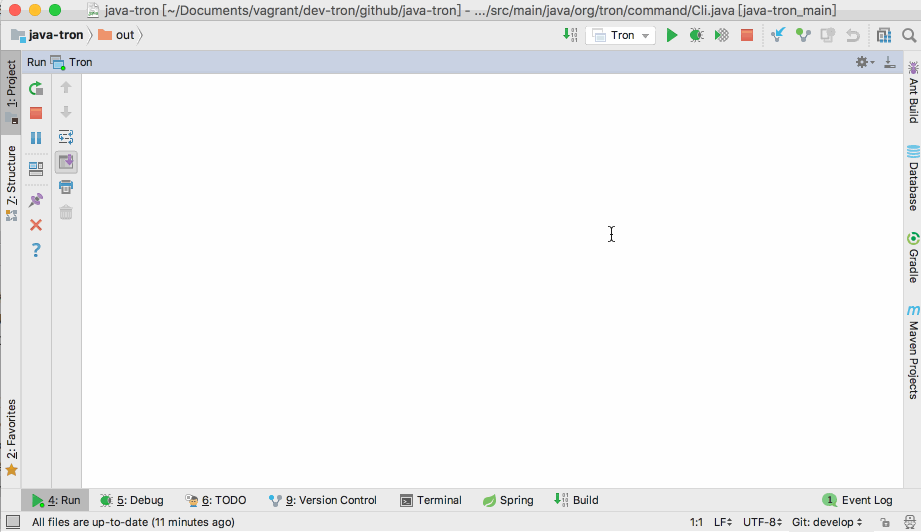 java-tron [~/Documents/vagrant/dev-tron/github/java-tron] - .../src/main/java/org/tron/command/Cli.java [java-tron_main]
java-tron out Tron
Run Tron
1: Project
Z: Structure
2: Favorites
Ant Build
Database
Gradle
Maven Projects
4: Run 5: Debug 6: TODO 9: Version Control Terminal Spring Build 1 Event Log
All files are up-to-date (11 minutes ago) 1:1 LF UTF-8 Git: develop